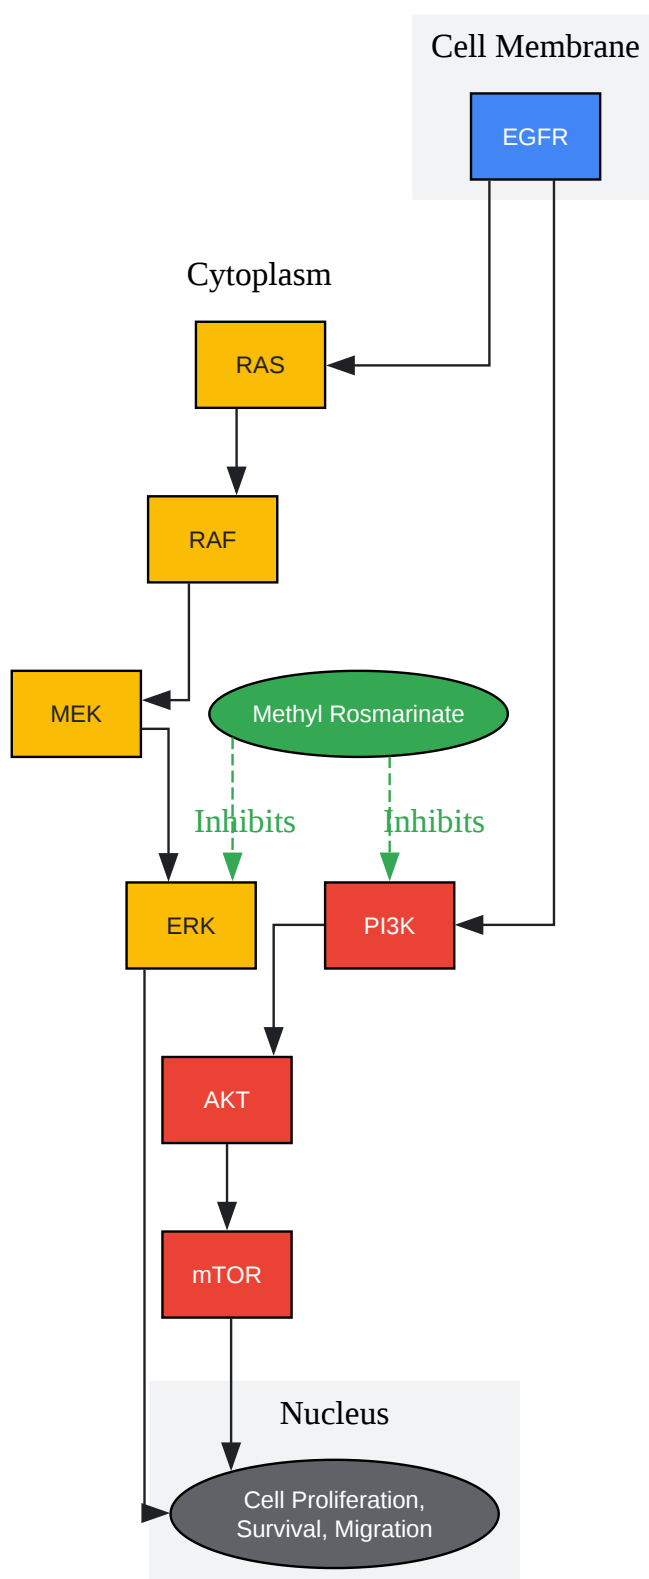 Cell Membrane
EGFR
Cytoplasm
RAS
RAF
MEK
Methyl Rosmarinate
Inhibits
Inhibits
ERK
PI3K
AKT
mTOR
Nucleus
Cell Proliferation,
Survival, Migration